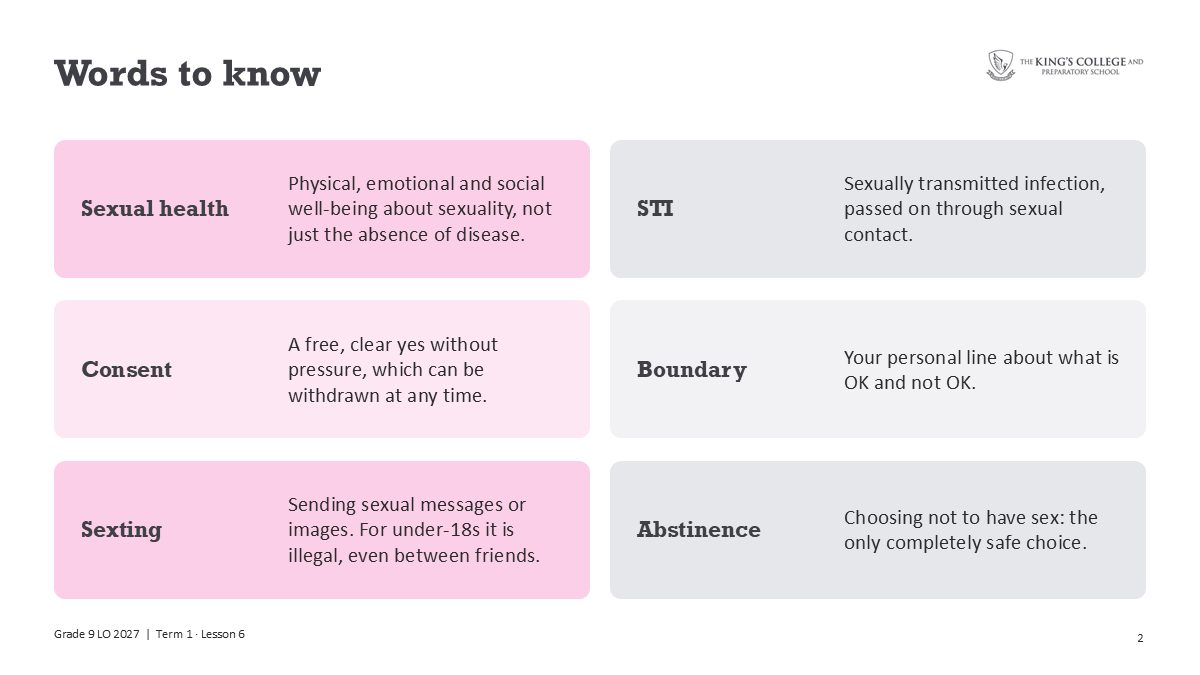 Words to know
THE KING'S COLLEGE AND
PREPARATORY SCHOOL
Sexual health
Physical, emotional and social
well-being about sexuality, not
just the absence of disease.
STI
Sexually transmitted infection,
passed on through sexual
contact.
Consent
A free, clear yes without
pressure, which can be
withdrawn at any time.
Boundary
Your personal line about what is
OK and not OK.
Sexting
Sending sexual messages or
images. For under-18s it is
illegal, even between friends.
Abstinence
Choosing not to have sex: the
only completely safe choice.
Grade 9 LO 2027 | Term 1 · Lesson 6
2